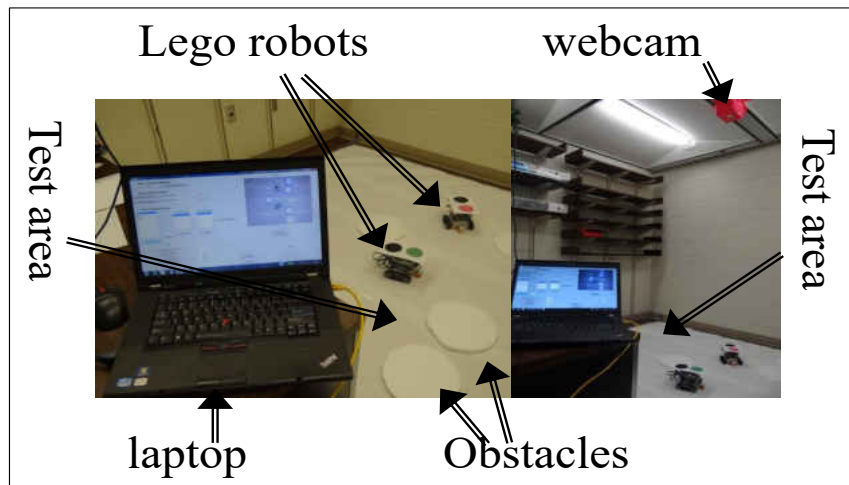 Lego robots
webcam
Test area
Test area
laptop
Obstacles